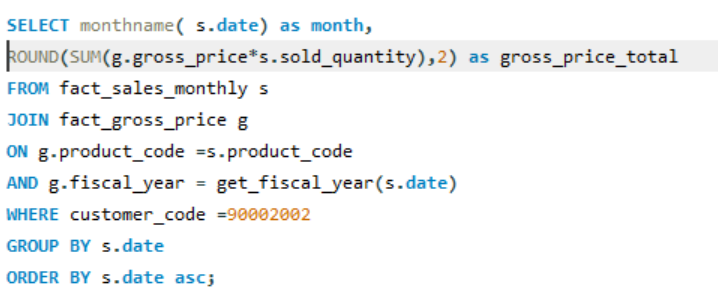 SELECT monthname( s.date) as month,
ROUND(SUM(g.gross_price*s.sold_quantity),2) as gross_price_total
FROM fact_sales_monthly s
JOIN fact_gross_price g
ON g.product_code =s.product_code
AND g.fiscal_year = get_fiscal_year(s.date)
WHERE customer_code =90002002
GROUP BY s.date
ORDER BY s.date asc;